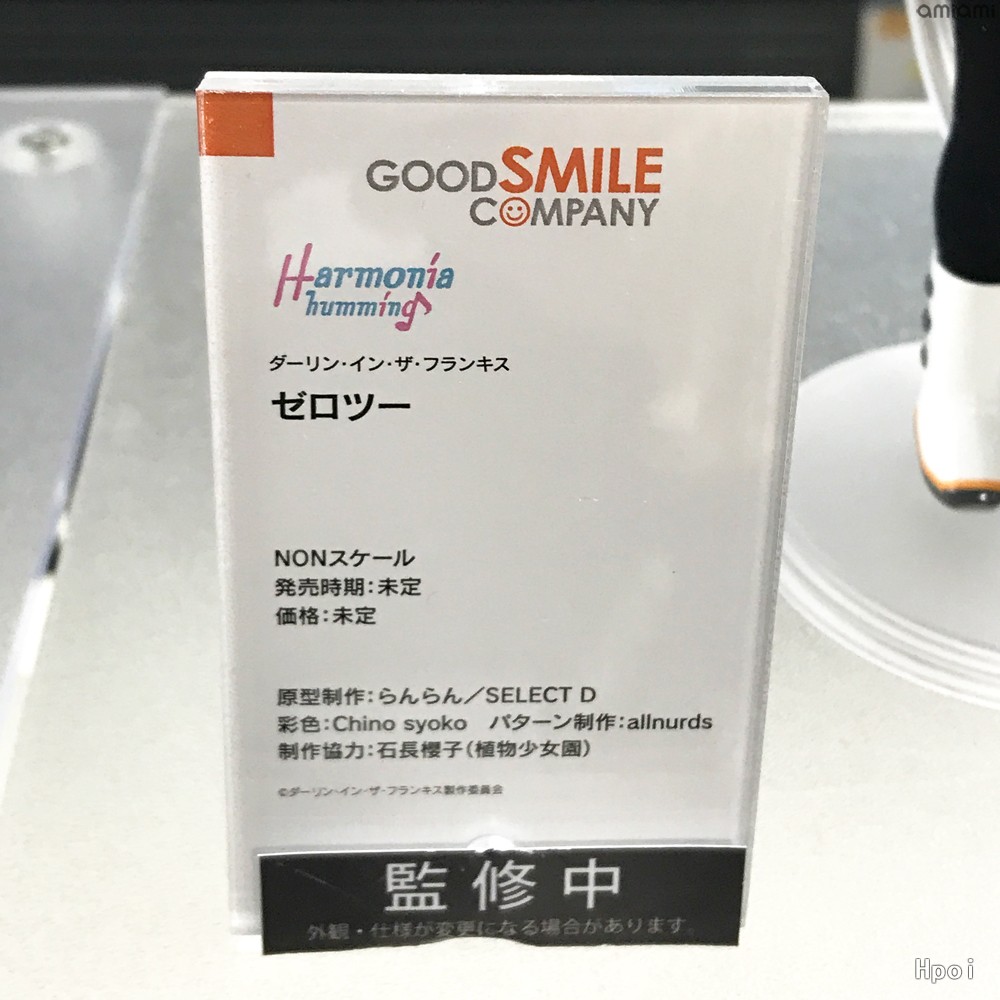 amiami
GOODSMILE
COMPANY
Harmonia
humming
ダーリン・イン・ザ・フランキス
ゼロツー
NONスケール
発売時期：未定
価格：未定
原型制作：らんらん／SELECT D
彩色：Chino syoko　パターン制作：allnurds
制作協力：石長櫻子（植物少女園）
©ダーリン・イン・ザ・フランキス製作委員会
監修中
外観・仕様が変更になる場合があります。
Hpoi